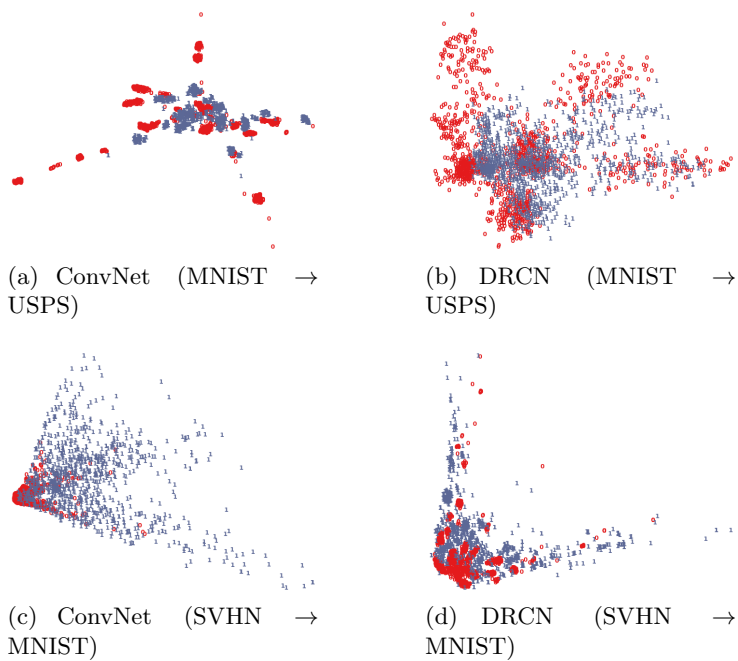 (a) ConvNet (MNIST →
USPS)
(b) DRCN (MNIST →
USPS)
(c) ConvNet (SVHN →
MNIST)
(d) DRCN (SVHN →
MNIST)